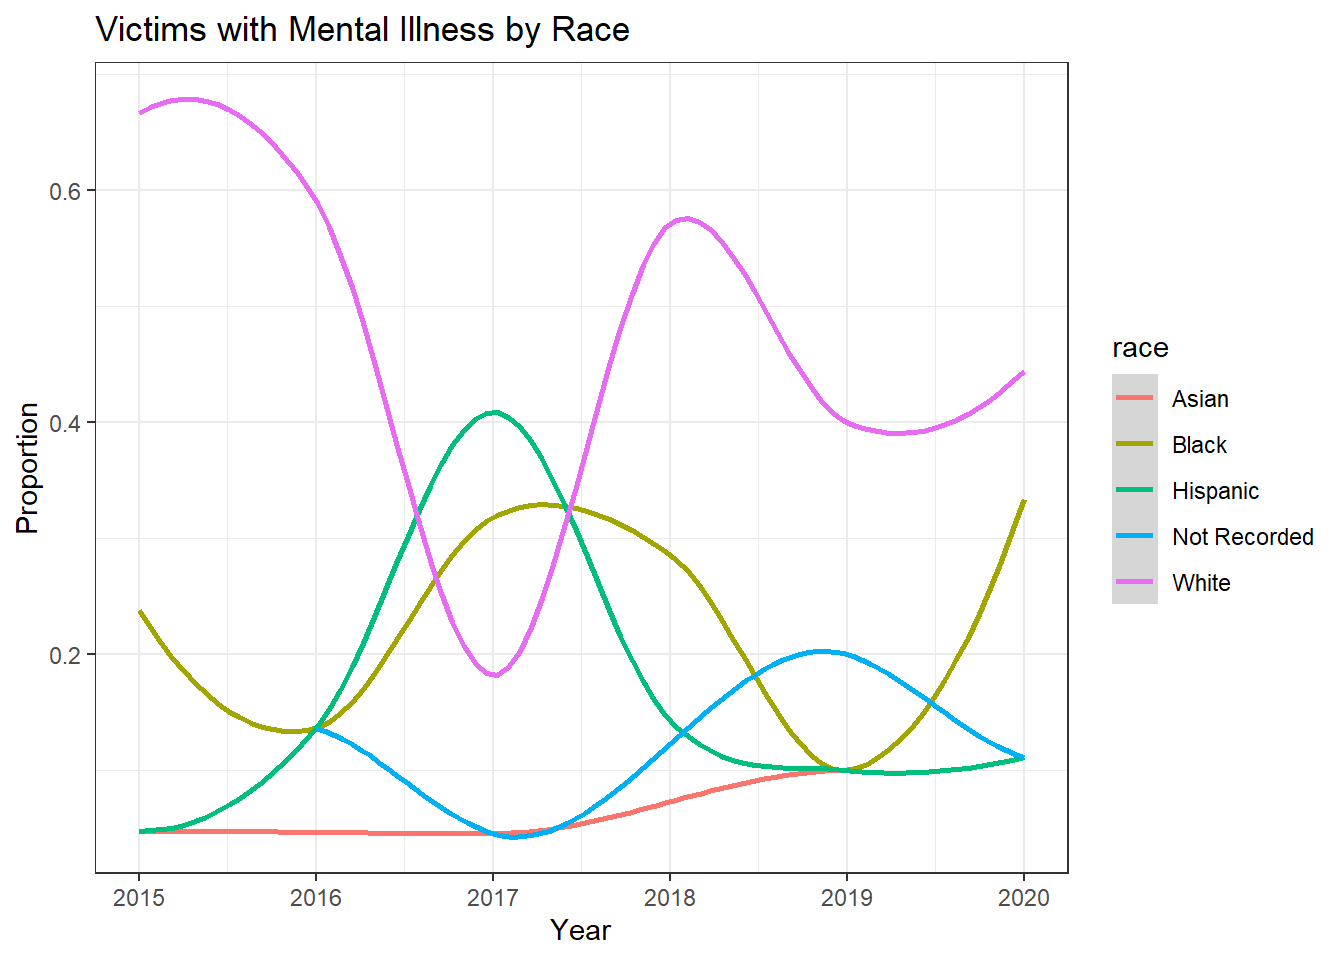 Victims with Mental Illness by Race
0.6
0.4
0.2
Proportion
2015 2016 2017 2018 2019 2020
Year
race
Asian
Black
Hispanic
Not Recorded
White